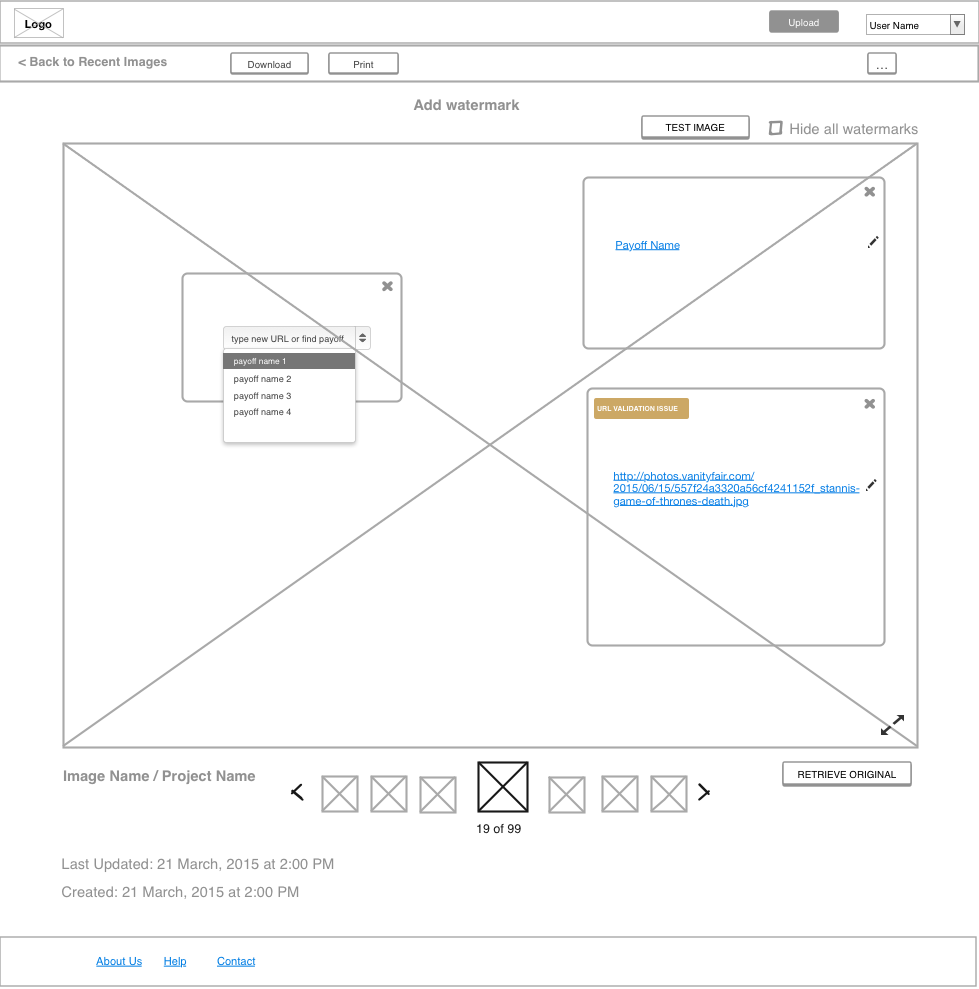 Logo
Upload
User Name
< Back to Recent Images
Download
Print
...
Add watermark
TEST IMAGE
Hide all watermarks
Payoff Name
type new URL or find payoff
payoff name 1
payoff name 2
payoff name 3
payoff name 4
URL VALIDATION ISSUE
http://photos.vanityfair.com/
2015/06/15/557f24a3320a56cf4241152f_stannis-
game-of-thrones-death.jpg
Image Name / Project Name
RETRIEVE ORIGINAL
19 of 99
Last Updated: 21 March, 2015 at 2:00 PM
Created: 21 March, 2015 at 2:00 PM
About Us
Help
Contact